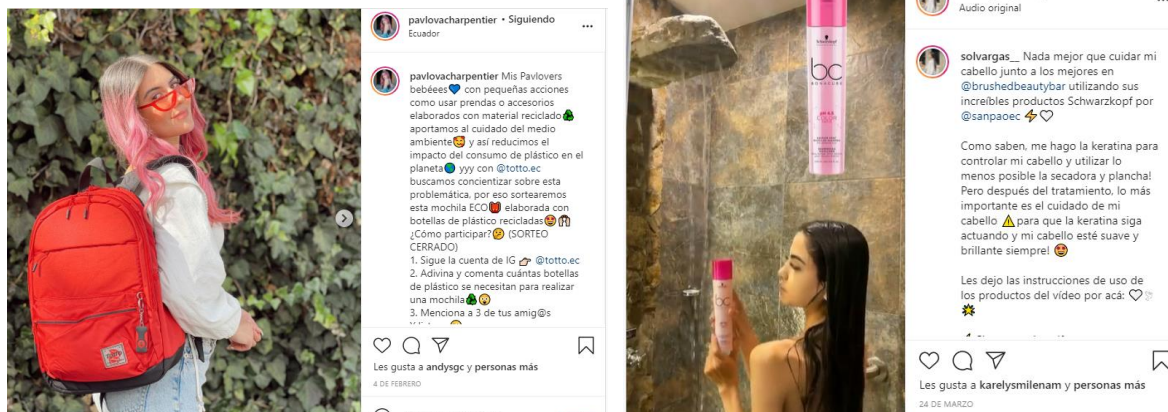 pavlovacharpentier • Siguiendo
Ecuador
pavlovacharpentier Mis Pavlovers
bebéees💙 con pequeñas acciones
como usar prendas o accesorios
elaborados con material reciclado♻
aportamos al cuidado del medio
ambiente🥰 y así reducimos el
impacto del consumo de plástico en el
planeta🌎 yyy con @totto.ec
buscamos concientizar sobre esta
problemática, por eso sortearemos
esta mochila ECO🎒 elaborada con
botellas de plástico recicladas🤩🙈
¿Cómo participar?🤔 (SORTEO
CERRADO)
1. Sigue la cuenta de IG 👉🏻 @totto.ec
2. Adivina y comenta cuántas botellas
de plástico se necesitan para realizar
una mochila♻😮
3. Menciona a 3 de tus amig@s
Les gusta a andysgc y personas
más
4 DE FEBRERO
Schwarzkopf
bc
BONACURE
pH 4.5
COLOR
bc
Audio original
solvargas__ Nada mejor que cuidar mi
cabello junto a los mejores en
@brushedbeautybar utilizando sus
increíbles productos Schwarzkopf por
@sanpaoec ⚡🤍
Como saben, me hago la keratina para
controlar mi cabello y utilizar lo
menos posible la secadora y plancha!
Pero después del tratamiento, lo más
importante es el cuidado de mi
cabello ⚠ para que la keratina siga
actuando y mi cabello esté suave y
brillante siempre! 🤩
Les dejo las instrucciones de uso de
los productos del vídeo por acá: 🤍
🌟
Les gusta a karelysmilenam y personas más
24 DE MARZO